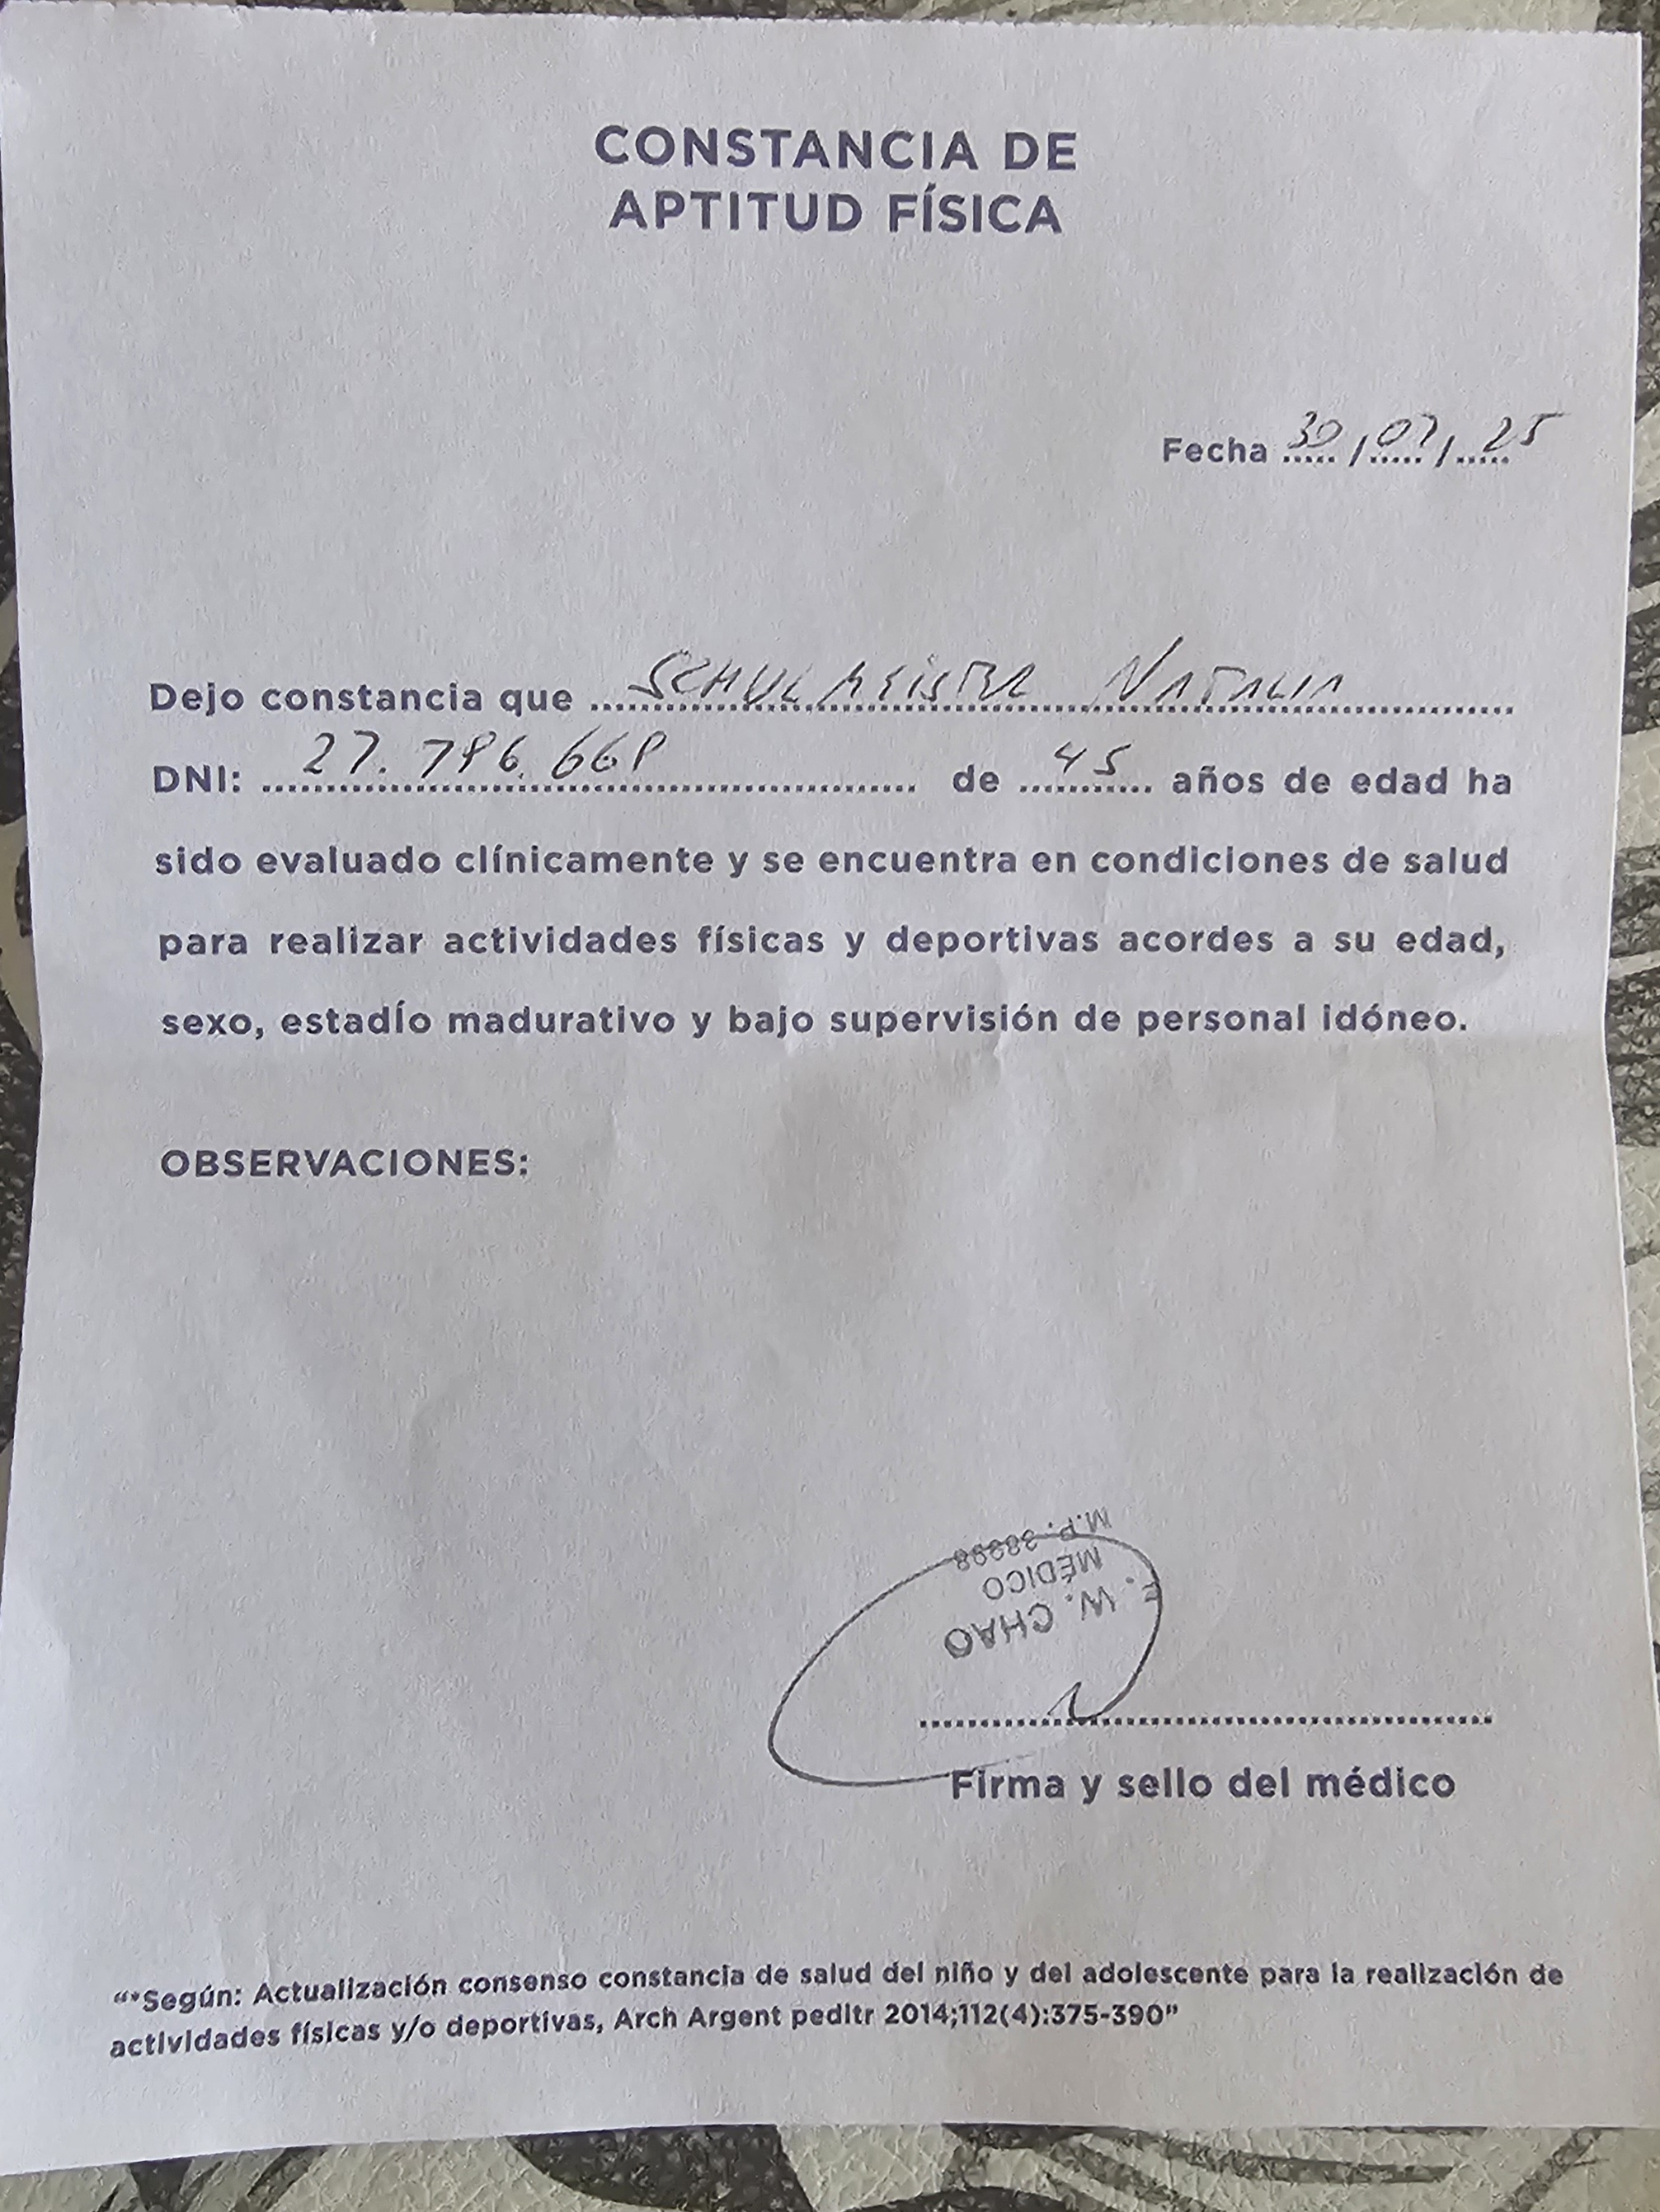 CONSTANCIA DE
APTITUD FÍSICA
Fecha 30/07/25
Dejo constancia que SCHULMEISTER NATALIA
DNI: 27.796.668 de 45 años de edad ha
sido evaluado clínicamente y se encuentra en condiciones de salud
para realizar actividades físicas y deportivas acordes a su edad,
sexo, estadío madurativo y bajo supervisión de personal idóneo.
OBSERVACIONES:
W. CHAO
MÉDICO
M.P.
Firma y sello del médico
“*Según: Actualización consenso constancia de salud del niño y del adolescente para la realización de
actividades físicas y/o deportivas, Arch Argent peditr 2014;112(4):375-390”